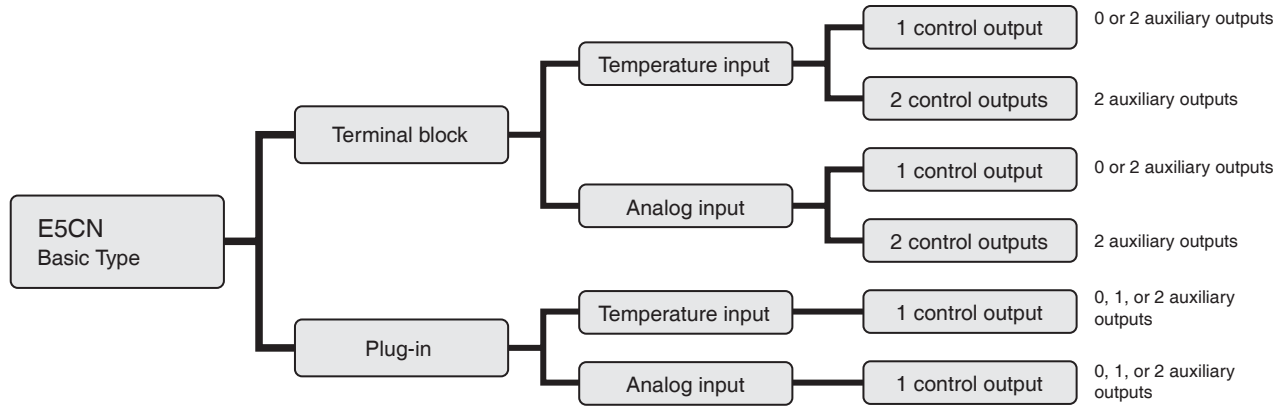 E5CN
Basic Type
Terminal block
Temperature input
1 control output
0 or 2 auxiliary outputs
2 control outputs
2 auxiliary outputs
Analog input
1 control output
0 or 2 auxiliary outputs
2 control outputs
2 auxiliary outputs
Plug-in
Temperature input
1 control output
0, 1, or 2 auxiliary
outputs
Analog input
1 control output
0, 1, or 2 auxiliary
outputs